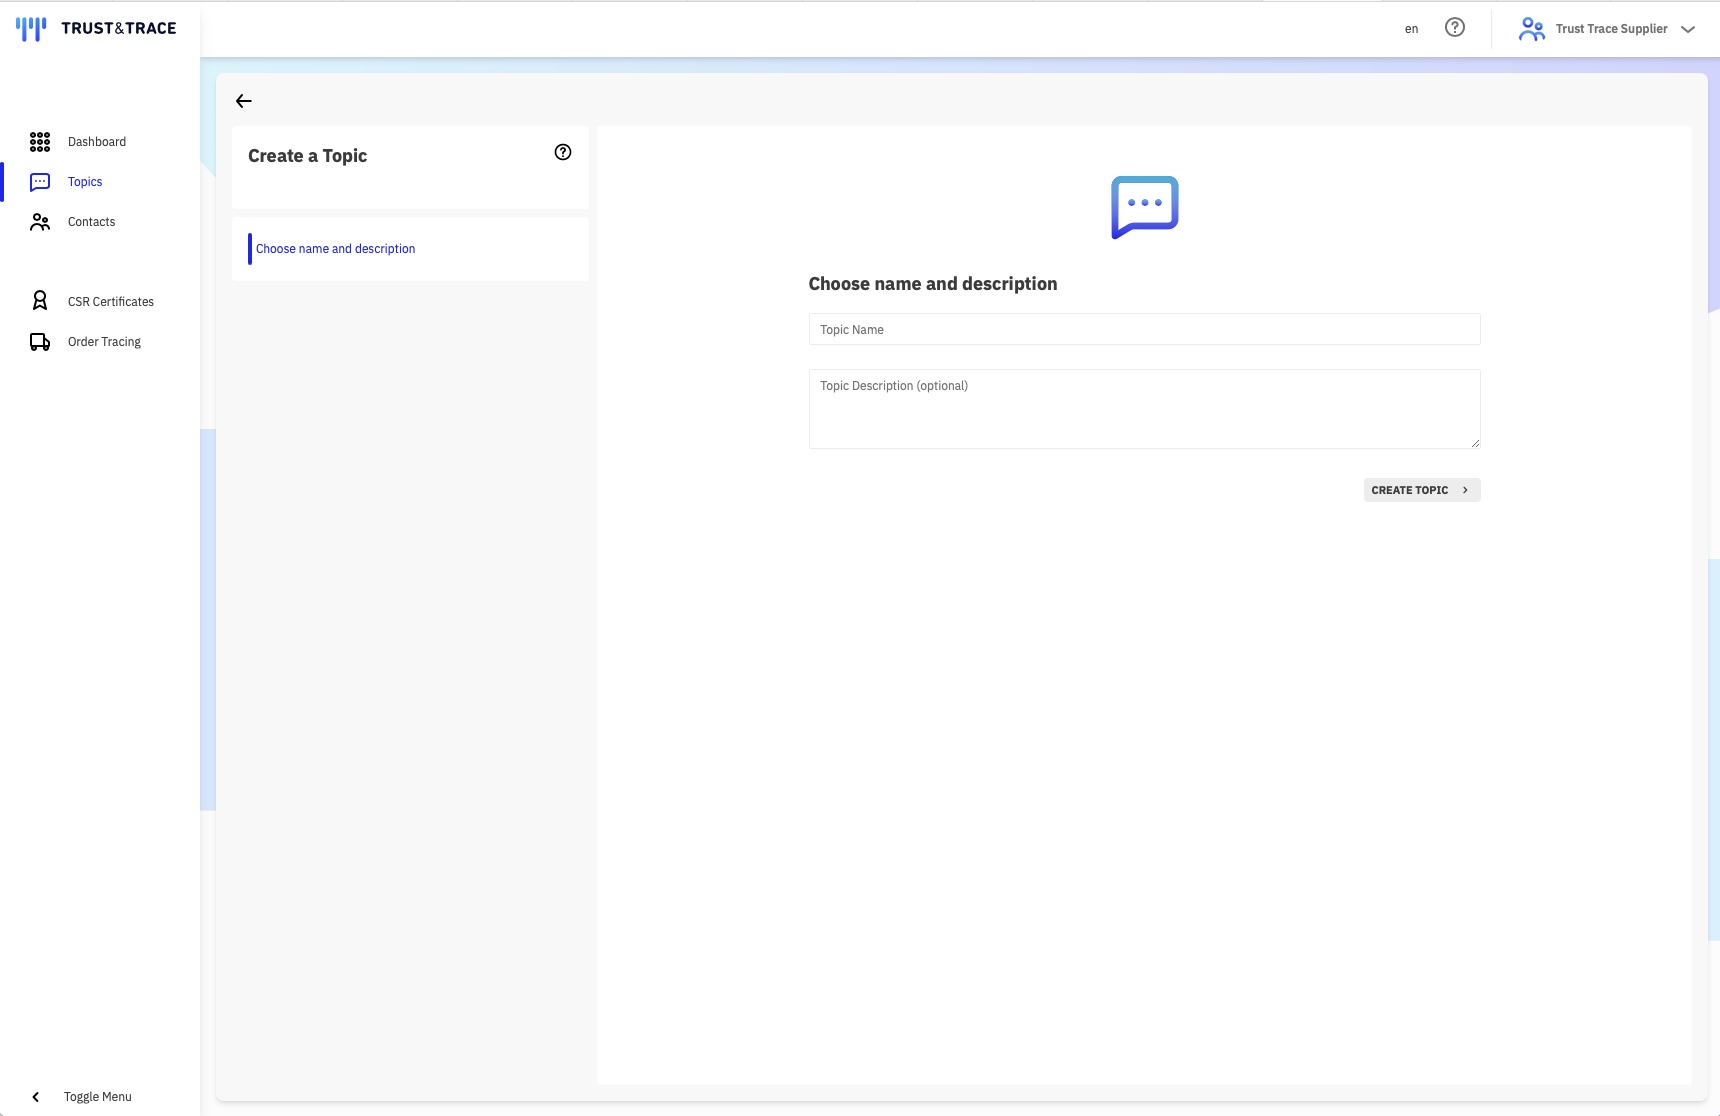 TRUST&TRACE
en
Trust Trace Supplier
Dashboard
Topics
Contacts
CSR Certificates
Order Tracing
Toggle Menu
Create a Topic
Choose name and description
Choose name and description
Topic Name
Topic Description (optional)
CREATE TOPIC